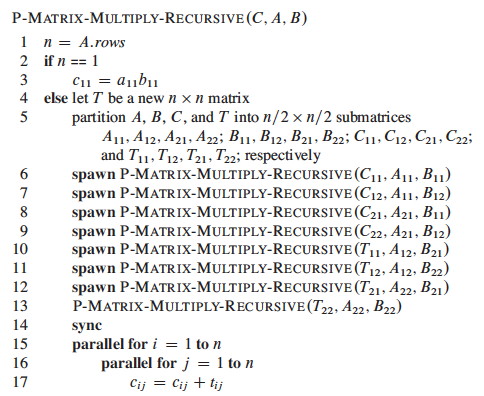 P-MATRIX-MULTIPLY-RECURSIVE(C, A, B)
1 n = A.rows
2 if n == 1
3 c₁₁ = a₁₁b₁₁
4 else let T be a new n × n matrix
5 partition A, B, C, and T into n/2 × n/2 submatrices
A₁₁, A₁₂, A₂₁, A₂₂; B₁₁, B₁₂, B₂₁, B₂₂; C₁₁, C₁₂, C₂₁, C₂₂;
and T₁₁, T₁₂, T₂₁, T₂₂; respectively
6 spawn P-MATRIX-MULTIPLY-RECURSIVE(C₁₁, A₁₁, B₁₁)
7 spawn P-MATRIX-MULTIPLY-RECURSIVE(C₁₂, A₁₁, B₁₂)
8 spawn P-MATRIX-MULTIPLY-RECURSIVE(C₂₁, A₂₁, B₁₁)
9 spawn P-MATRIX-MULTIPLY-RECURSIVE(C₂₂, A₂₁, B₁₂)
10 spawn P-MATRIX-MULTIPLY-RECURSIVE(T₁₁, A₁₂, B₂₁)
11 spawn P-MATRIX-MULTIPLY-RECURSIVE(T₁₂, A₁₂, B₂₂)
12 spawn P-MATRIX-MULTIPLY-RECURSIVE(T₂₁, A₂₂, B₂₁)
13 P-MATRIX-MULTIPLY-RECURSIVE(T₂₂, A₂₂, B₂₂)
14 sync
15 parallel for i = 1 to n
16 parallel for j = 1 to n
17 cᵢⱼ = cᵢⱼ + tᵢⱼ